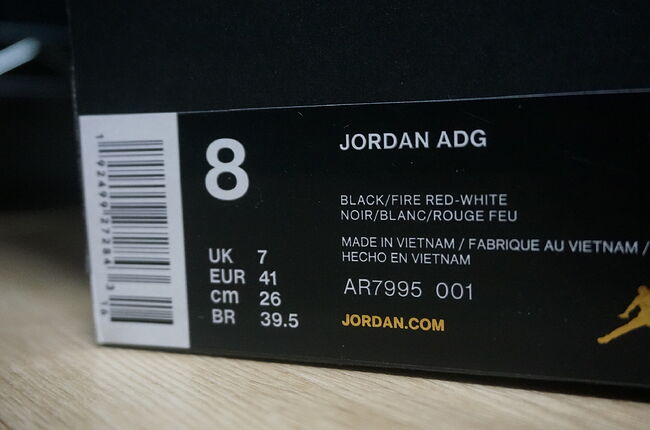 8
JORDAN ADG
BLACK/FIRE RED-WHITE
NOIR/BLANC/ROUGE FEU
MADE IN VIETNAM / FABRIQUE AU VIETNAM /
HECHO EN VIETNAM
UK 7
EUR 41
cm 26
BR 39.5
AR7995 001
JORDAN.COM